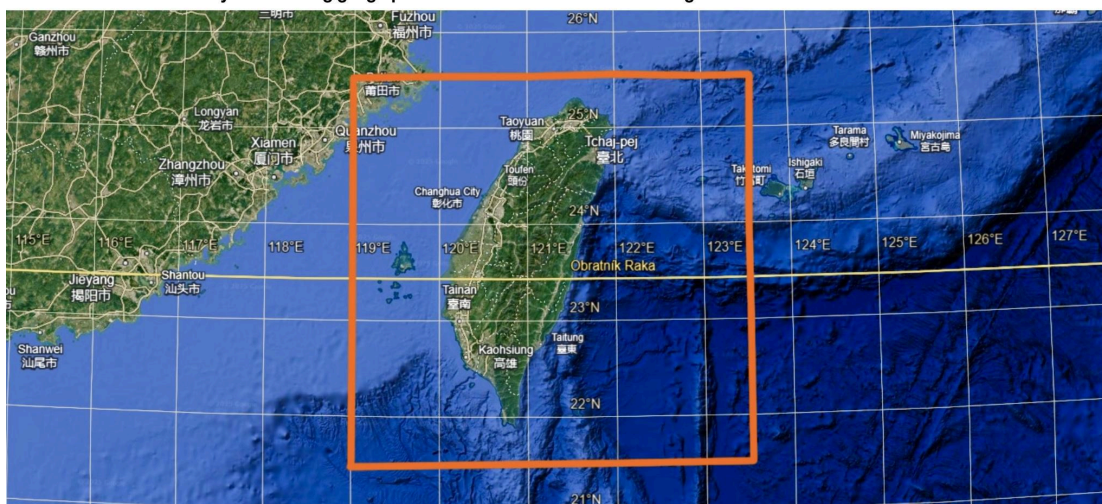 Ganzhou
赣州市
三明市
Fuzhou
福州市
26°N
莆田市
Longyan
龙岩市
Xiamen
厦门市
Quanzhou
泉州市
Zhangzhou
漳州市
Taoyuan
桃園
25°N
Tchaj-pej
臺北
Toufen
頭份
Changhua City
彰化市
Tarama
多良間村
Miyakojima
宮古島
Ishigaki
石垣
24°N
115°E
116°E
117°E
118°E
119°E
120°E
121°E
122°E
123°E
124°E
125°E
126°E
127°E
Obratník Raka
Jieyang
揭阳市
Shantou
汕头市
Tainan
臺南
23°N
Shanwei
汕尾市
Kaohsiung
高雄
Taitung
臺東
22°N
21°N